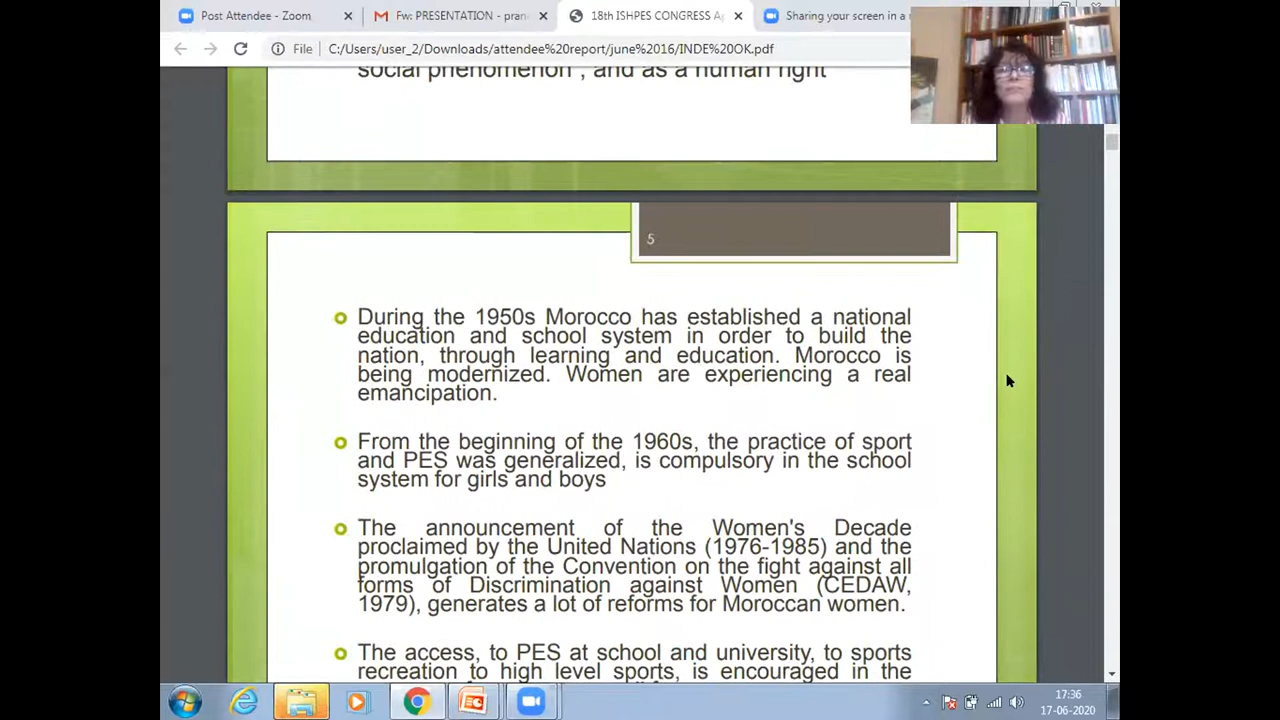 Post Attendee - Zoom
Fw: PRESENTATION - pran
18th ISHPES CONGRESS A
Sharing your screen in a
File
C:/Users/user_2/Downloads/attendee%20report/june%2016/INDE%20OK.pdf
social phenomenon , and as a human right
5
During the 1950s Morocco has established a national
education and school system in order to build the
nation, through learning and education. Morocco is
being modernized. Women are experiencing a real
emancipation.
From the beginning of the 1960s, the practice of sport
and PES was generalized, is compulsory in the school
system for girls and boys
The announcement of the Women's Decade
proclaimed by the United Nations (1976-1985) and the
promulgation of the Convention on the fight against all
forms of Discrimination against Women (CEDAW,
1979), generates a lot of reforms for Moroccan women.
The access, to PES at school and university, to sports
recreation to high level sports, is encouraged in the
17:36
17-06-2020